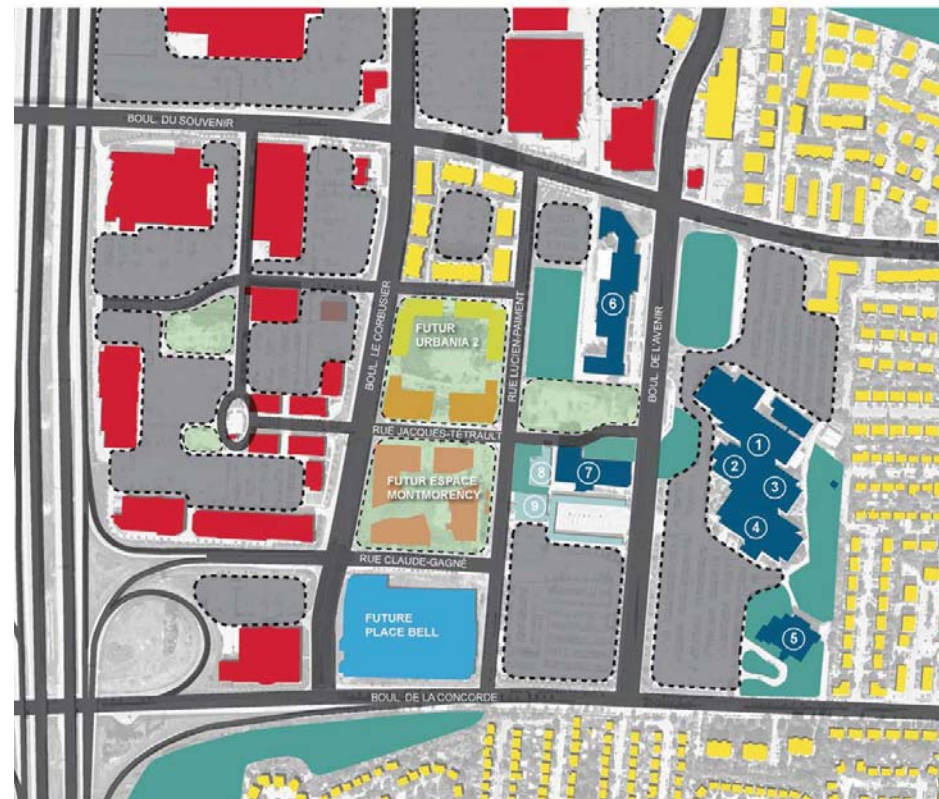 BOUL. DU SOUVENIR
BOUL. LE CORBUSIER
RUE LUCIEN-PAIMENT
BOUL. DE L'AVENIR
6
FUTUR
URBANIA 2
RUE JACQUES-TÉTRAULT
1
2
3
4
5
7
8
9
FUTUR ESPACE
MONTMORENCY
RUE CLAUDE-GAGNÉ
FUTURE
PLACE BELL
BOUL. DE LA CONCORDE